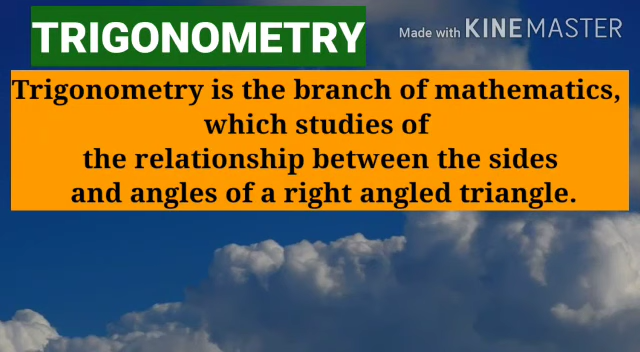 TRIGONOMETRY
Made with KINEMASTER
Trigonometry is the branch of mathematics,
which studies of
the relationship between the sides
and angles of a right angled triangle.